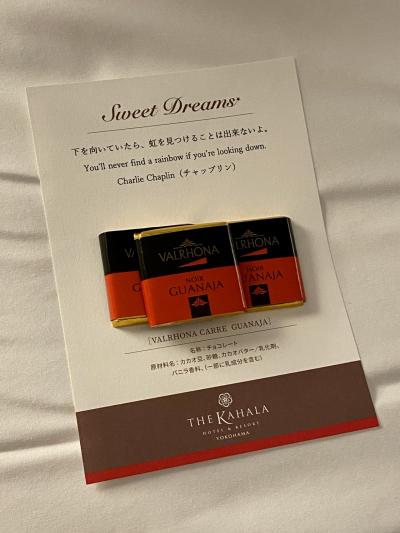 Sweet Dreams
下を向いていたら、虹を見つけることは出来ないよ。
You'll never find a rainbow if you're looking down.
Charlie Chaplin（チャップリン）
VALRHONA
NOIR
GUANAJA
VALRHONA
NOIR
[VALRHONA CARRE GUANAJA]
名称：チョコレート
原材料名：カカオ豆、砂糖、カカオバター／乳化剤、
バニラ香料、（一部に乳成分を含む）
THE KAHALA
HOTEL & RESORT
YOKOHAMA